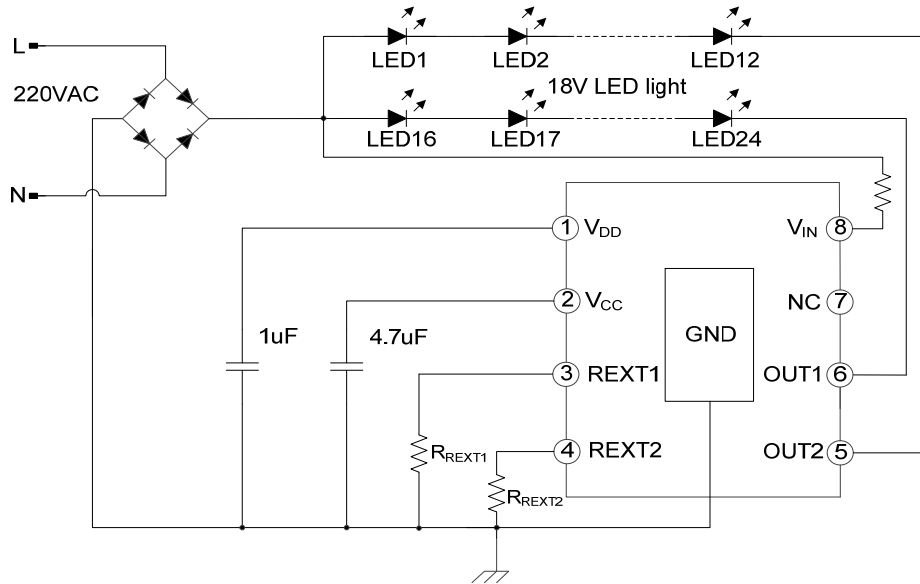 L
220VAC
N
LED1
LED2
LED12
18V LED light
LED16
LED17
LED24
1
VDD
VIN
8
2
VCC
NC
7
GND
1uF
4.7uF
3
REXT1
OUT1
6
4
REXT2
OUT2
5
RREXT1
RREXT2